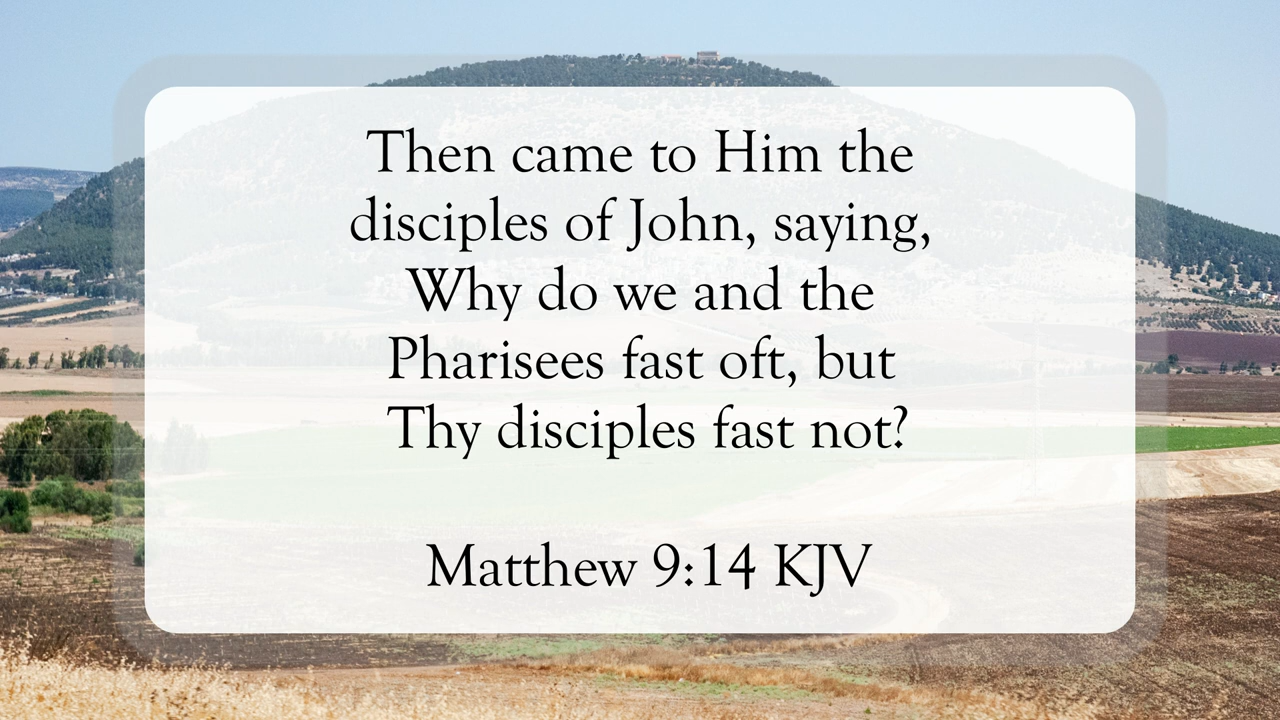 Then came to Him the
disciples of John, saying,
Why do we and the
Pharisees fast oft, but
Thy disciples fast not?
Matthew 9:14 KJV